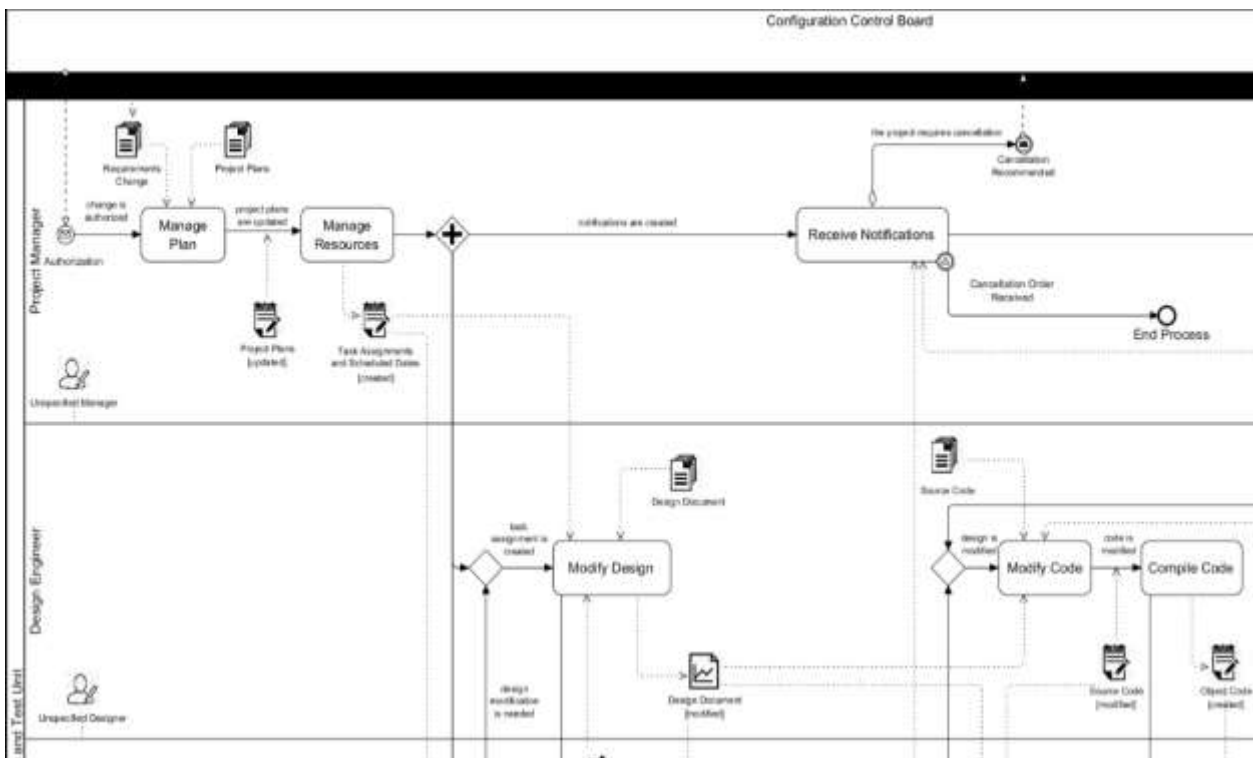 Configuration Control Board
the project requires cancellation
Cancellation
Recommended
Requirements
Change
Project Plans
change is
authorized
project plans
are updated
Manage
Plan
Manage
Resources
notifications are created
Receive Notifications
Authorization
Cancellation Order
Received
End Process
Project Plans
[updated]
Task Assignments
and Scheduled Dates
[created]
Unspecified Manager
Project Manager
Source Code
Design Document
task
assignment is
created
Modify Design
design is
modified
Modify Code
code is
modified
Compile Code
design
modification
is needed
Design Document
[modified]
Source Code
[modified]
Object Code
[created]
Unspecified Designer
Design Engineer
and Test Unit